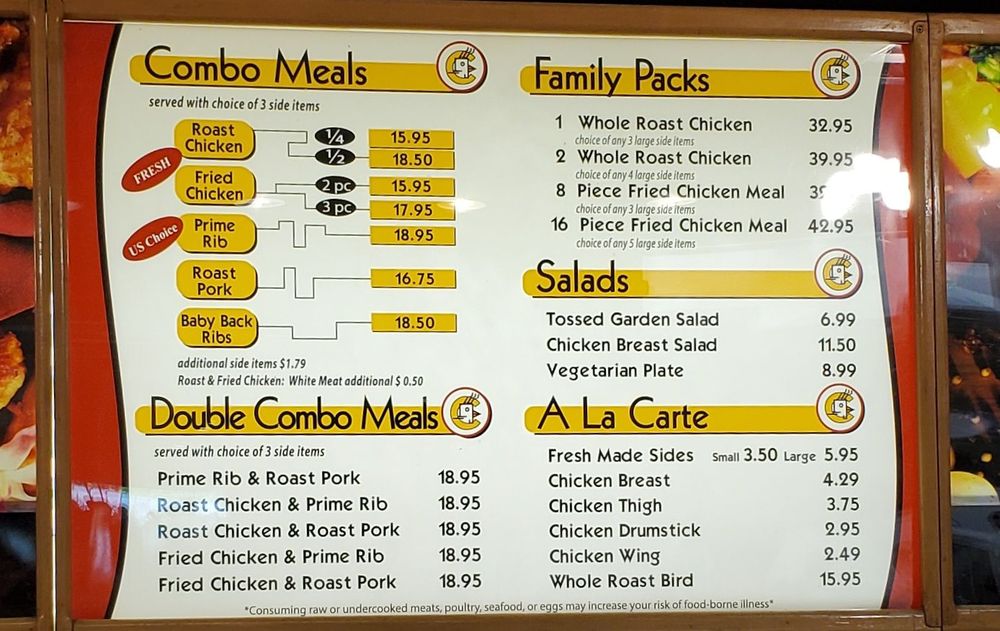 Combo Meals
served with choice of 3 side items
Roast Chicken 1/4 15.95
1/2 18.50
FRESH
Fried Chicken 2 pc 15.95
3 pc 17.95
US Choice
Prime Rib 18.95
Roast Pork 16.75
Baby Back Ribs 18.50
additional side items $1.79
Roast & Fried Chicken: White Meat additional $ 0.50
Double Combo Meals
served with choice of 3 side items
Prime Rib & Roast Pork 18.95
Roast Chicken & Prime Rib 18.95
Roast Chicken & Roast Pork 18.95
Fried Chicken & Prime Rib 18.95
Fried Chicken & Roast Pork 18.95
Family Packs
1 Whole Roast Chicken 32.95
choice of any 3 large side items
2 Whole Roast Chicken 39.95
choice of any 4 large side items
8 Piece Fried Chicken Meal
choice of any 3 large side items
16 Piece Fried Chicken Meal 42.95
choice of any 5 large side items
Salads
Tossed Garden Salad 6.99
Chicken Breast Salad 11.50
Vegetarian Plate 8.99
A La Carte
Fresh Made Sides Small 3.50 Large 5.95
Chicken Breast 4.29
Chicken Thigh 3.75
Chicken Drumstick 2.95
Chicken Wing 2.49
Whole Roast Bird 15.95
*Consuming raw or undercooked meats, poultry, seafood, or eggs may increase your risk of food-borne illness*